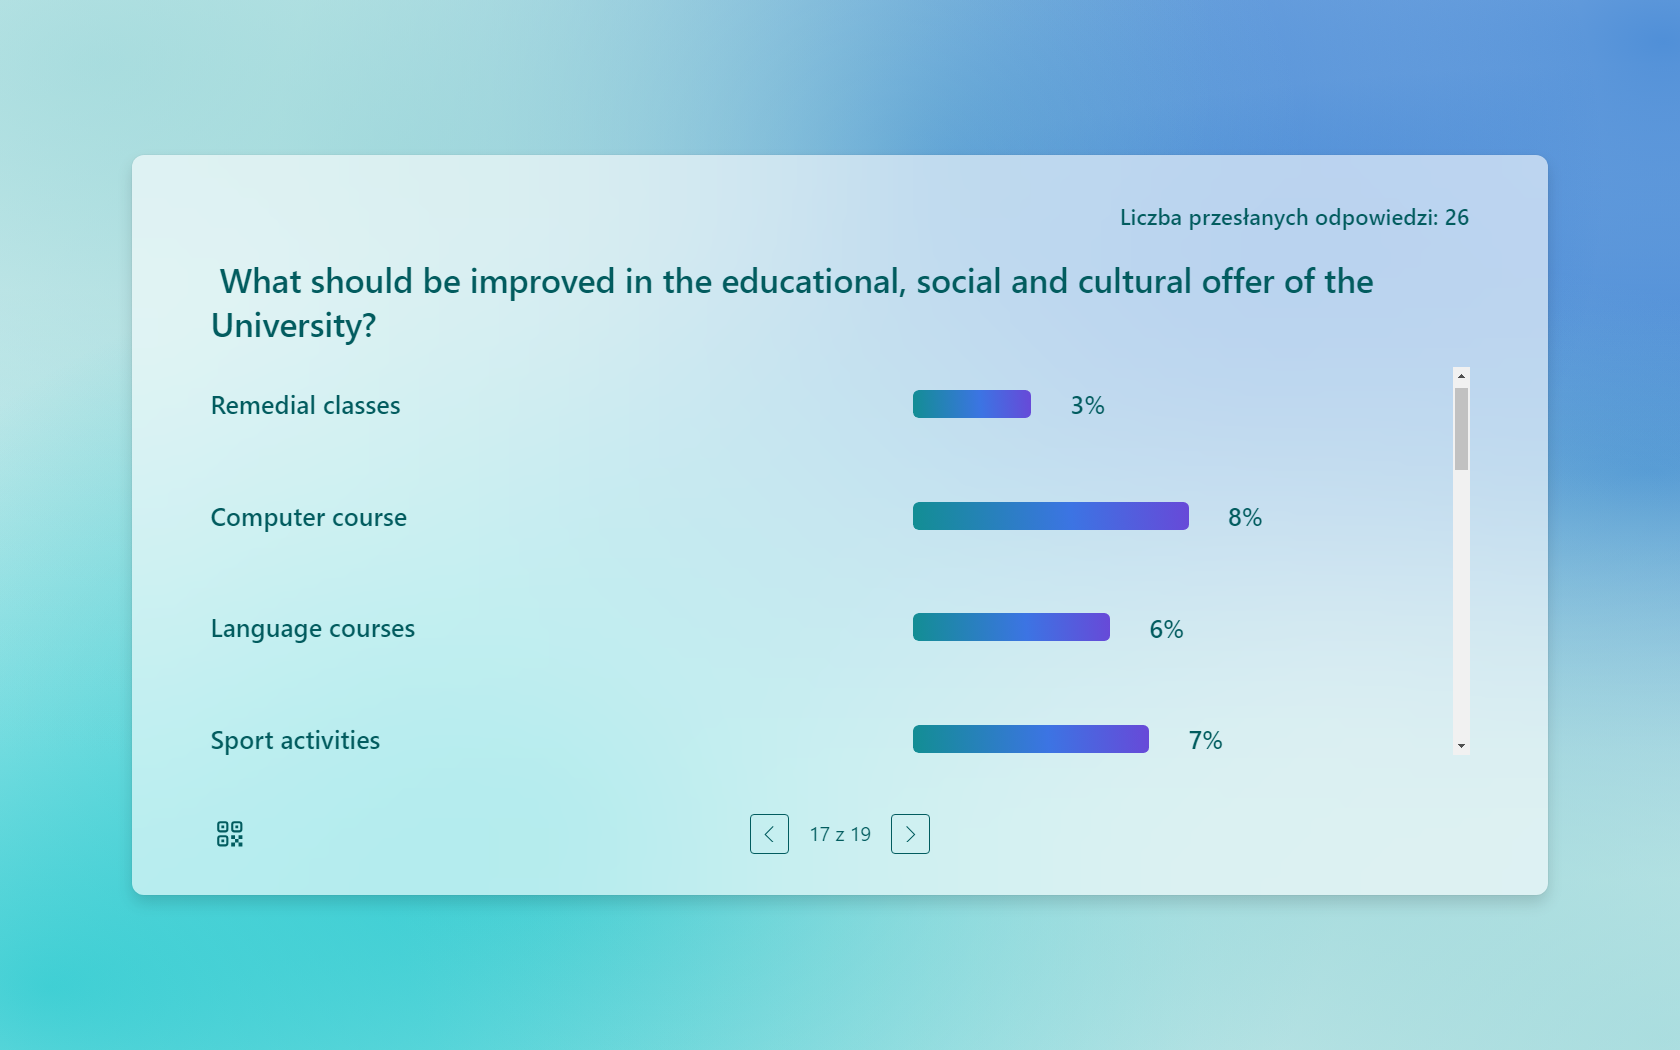 Liczba przesłanych odpowiedzi: 26
What should be improved in the educational, social and cultural offer of the
University?
Remedial classes 3%
Computer course 8%
Language courses 6%
Sport activities 7%
17 z 19